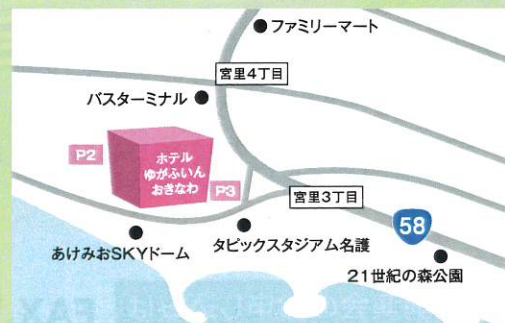 ファミリーマート
宮里4丁目
バスターミナル
P2
ホテル
ゆがふいん
おきなわ
P3
宮里3丁目
58
あけみおSKYドーム
タピックスタジアム名護
21世紀の森公園